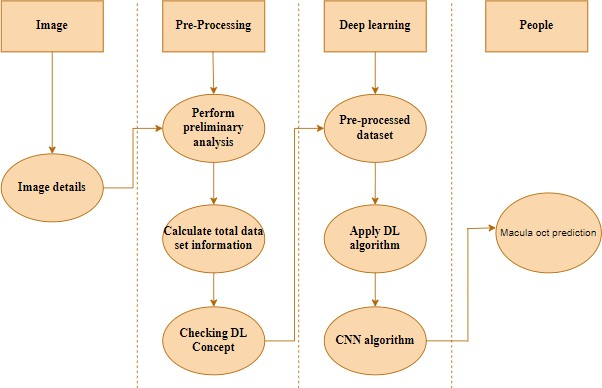 Image
Pre-Processing
Deep learning
People
Perform
preliminary
analysis
Pre-processed
dataset
Image details
Calculate total data
set information
Apply DL
algorithm
Macula oct prediction
Checking DL
Concept
CNN algorithm